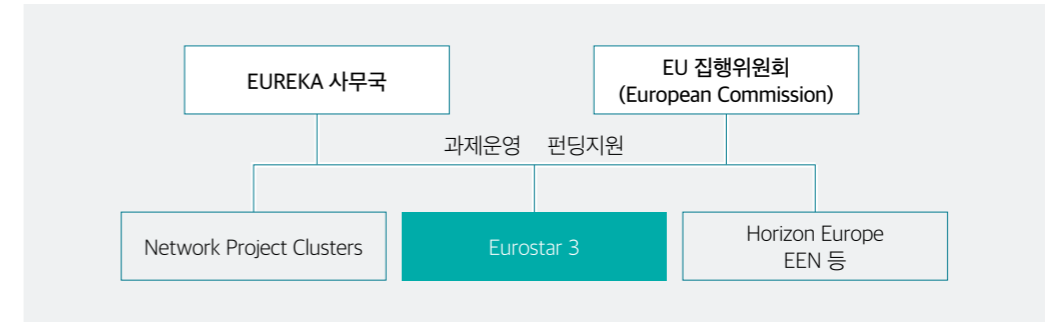 EUREKA 사무국
EU 집행위원회
(European Commission)
과제운영 펀딩지원
Network Project Clusters
Eurostar 3
Horizon Europe
EEN 등